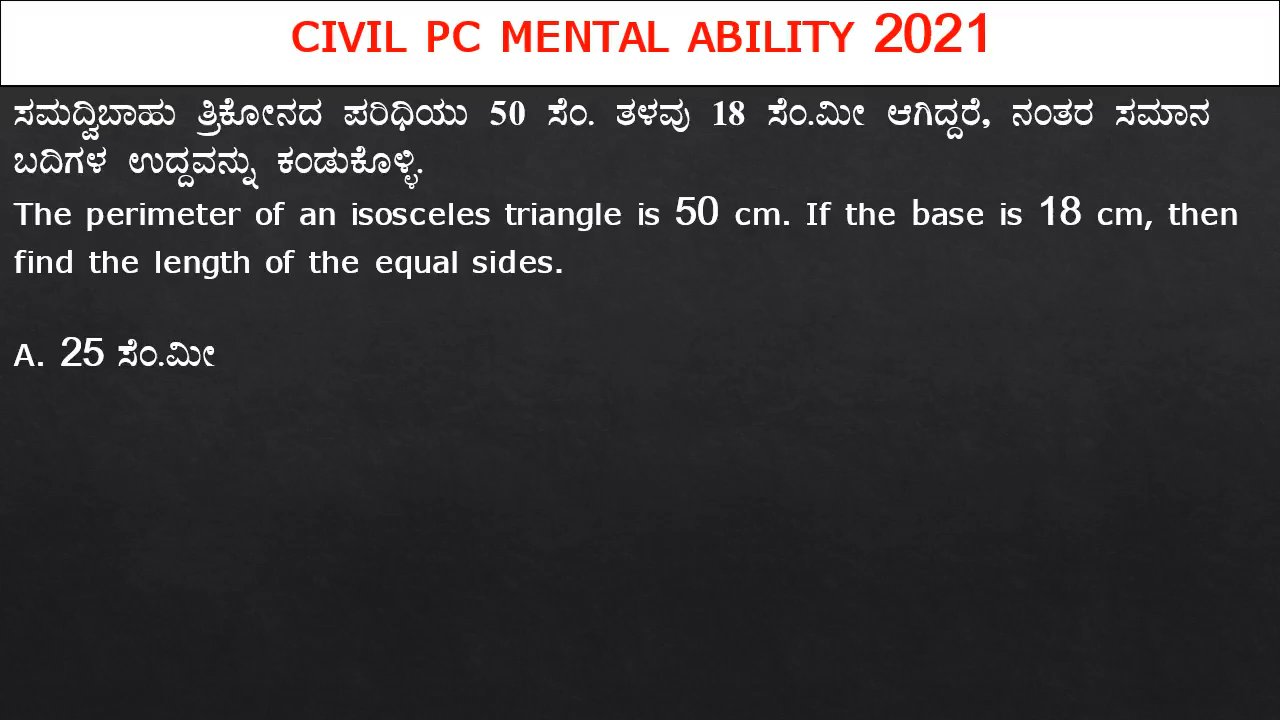 CIVIL PC MENTAL ABILITY 2021
ಸಮದ್ವಿಬಾಹು ತ್ರಿಕೋನದ ಪರಿಧಿಯು 50 ಸೆಂ. ತಳವು 18 ಸೆಂ.ಮೀ ಆಗಿದ್ದರೆ, ನಂತರ ಸಮಾನ
ಬದಿಗಳ ಉದ್ದವನ್ನು ಕಂಡುಕೊಳ್ಳಿ.
The perimeter of an isosceles triangle is 50 cm. If the base is 18 cm, then
find the length of the equal sides.
A. 25 ಸೆಂ.ಮೀ